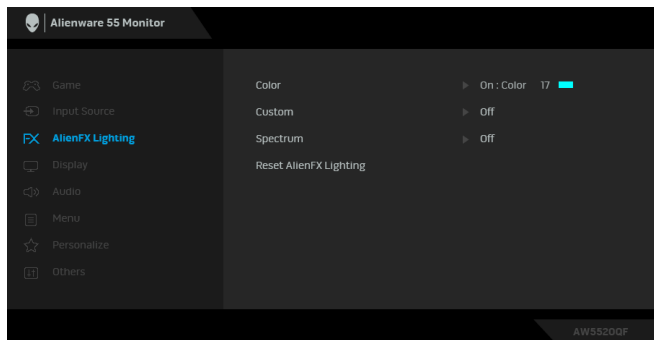 Alienware 55 Monitor
Game
Color On : Color 17
Input Source
Custom Off
FX AlienFX Lighting
Spectrum Off
Display
Reset AlienFX Lighting
Audio
Menu
Personalize
Others
AW5520QF